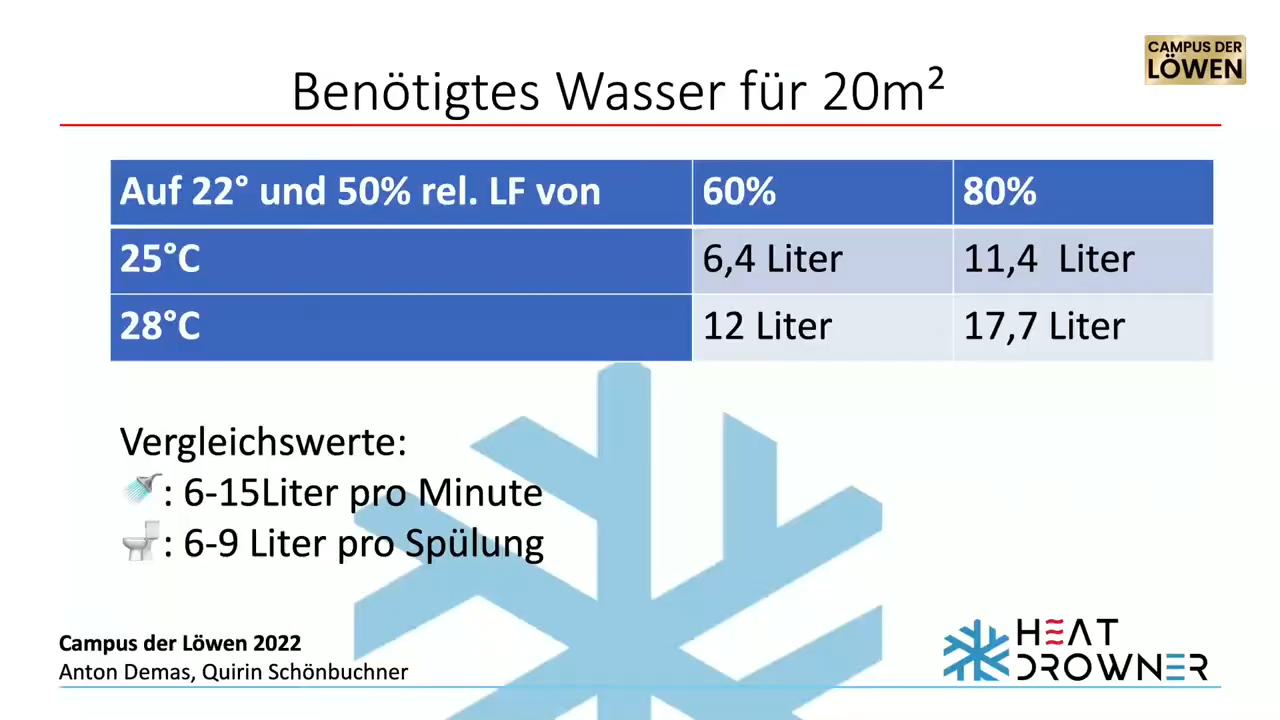 CAMPUS DER
LÖWEN
Benötigtes Wasser für 20m²
Auf 22° und 50% rel. LF von 60% 80%
25°C 6,4 Liter 11,4 Liter
28°C 12 Liter 17,7 Liter
Vergleichswerte:
: 6-15Liter pro Minute
: 6-9 Liter pro Spülung
Campus der Löwen 2022
Anton Demas, Quirin Schönbuchner
HEAT
DROWNER